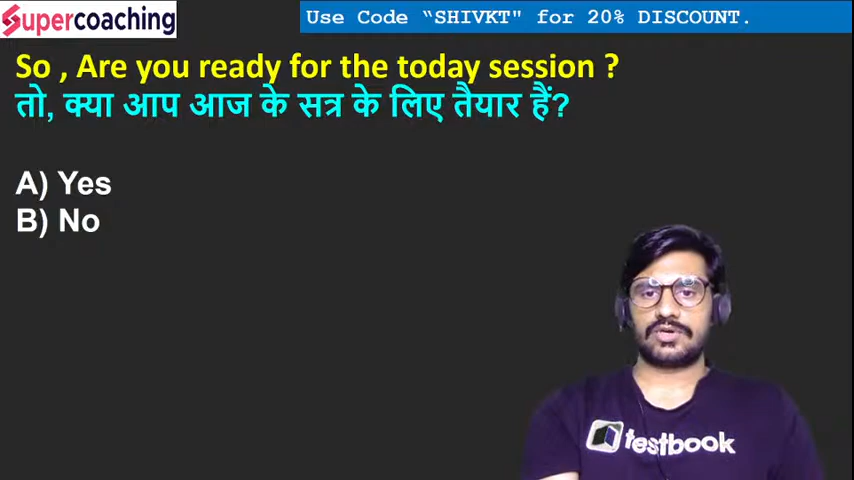 Supercoaching
Use Code “SHIVKT" for 20% DISCOUNT.
So , Are you ready for the today session ?
तो, क्या आप आज के सत्र के लिए तैयार हैं?
A) Yes
B) No
testbook